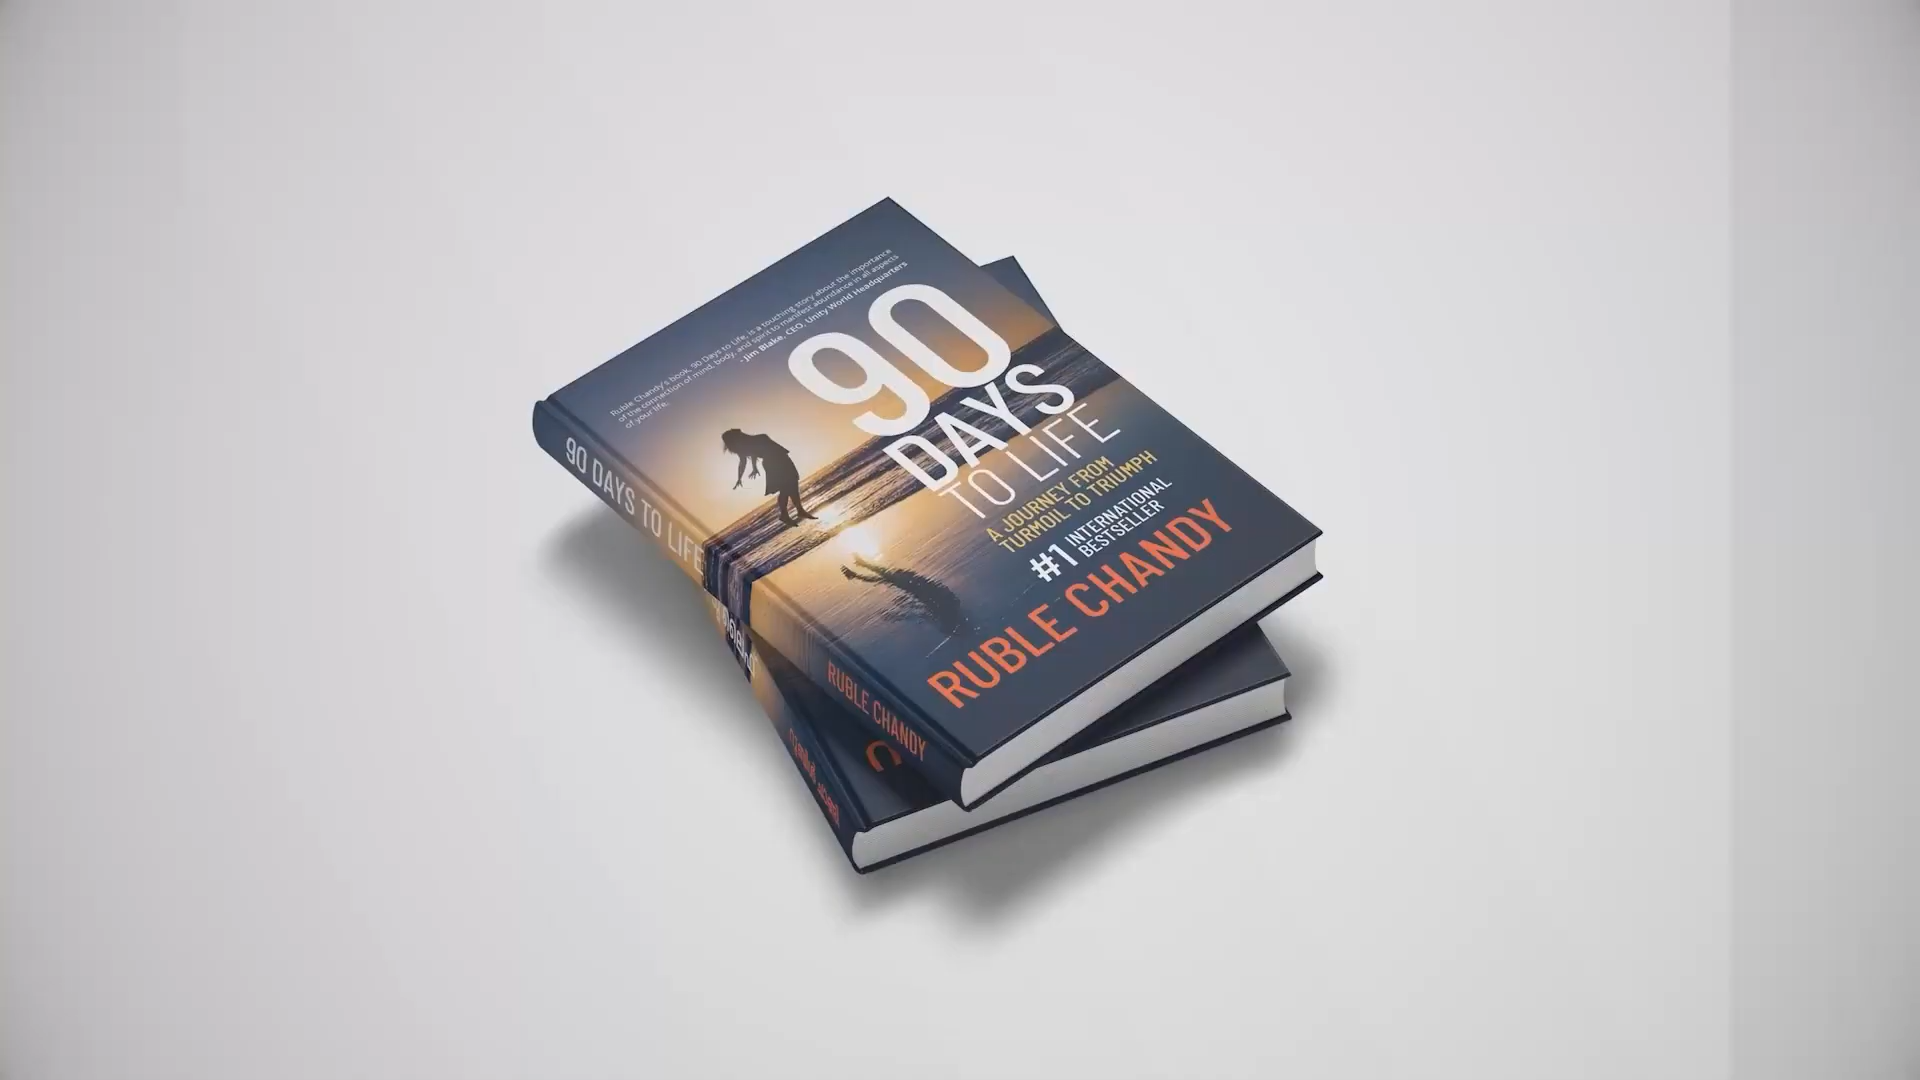 Ruble Chandy's book, 90 Days to Life, is a touching story about the importance
of the connection of mind, body, and spirit to manifest abundance in all aspects
of your life.
- Jim Blake, CEO, Unity World Headquarters
90
DAYS
TO LIFE
A JOURNEY FROM
TURMOIL TO TRIUMPH
#1 INTERNATIONAL
BESTSELLER
RUBLE CHANDY
90 DAYS TO LIFE
RUBLE CHANDY